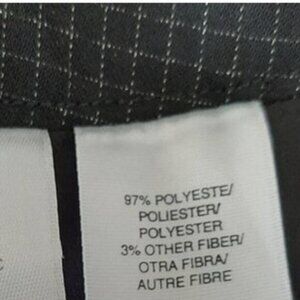 97% POLYESTE/
POLIESTER/
POLYESTER
3% OTHER FIBER/
OTRA FIBRA/
AUTRE FIBRE